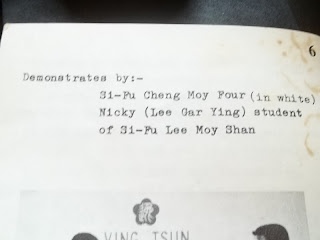 6
Demonstrates by:-
Si-Fu Cheng Moy Four (in white)
Nicky (Lee Gar Ying) student
of Si-Fu Lee Moy Shan
VING TSUN